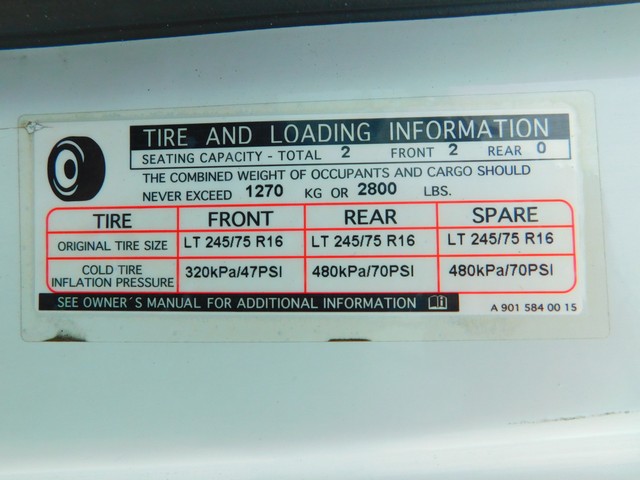 TIRE AND LOADING INFORMATION
SEATING CAPACITY - TOTAL 2 FRONT 2 REAR 0
THE COMBINED WEIGHT OF OCCUPANTS AND CARGO SHOULD
NEVER EXCEED 1270 KG OR 2800 LBS.
TIRE FRONT REAR SPARE
ORIGINAL TIRE SIZE LT 245/75 R16 LT 245/75 R16 LT 245/75 R16
COLD TIRE
INFLATION PRESSURE 320kPa/47PSI 480kPa/70PSI 480kPa/70PSI
SEE OWNER´S MANUAL FOR ADDITIONAL INFORMATION
A 901 584 00 15